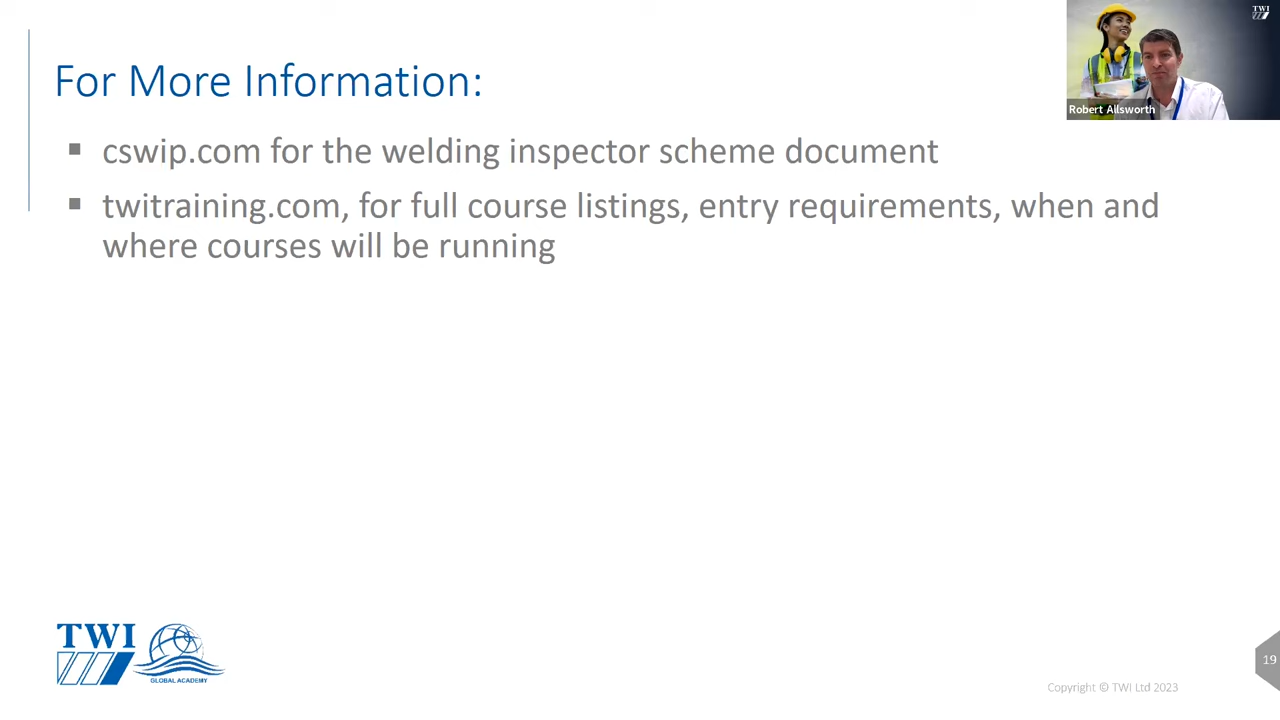 TWI
For More Information:
Robert Ailsworth
▪ cswip.com for the welding inspector scheme document
▪ twitraining.com, for full course listings, entry requirements, when and
where courses will be running
TWI
GLOBAL ACADEMY
19
Copyright © TWI Ltd 2023